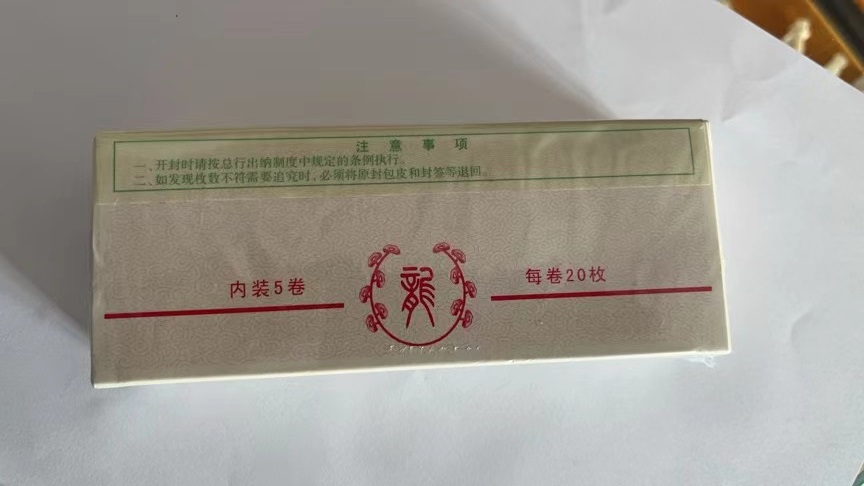 注意事项
一、开封时请按总行出纳制度中规定的条例执行。
二、如发现枚数不符需要追究时，必须将原封包皮和封签等退回。
内装5卷
龍
每卷20枚